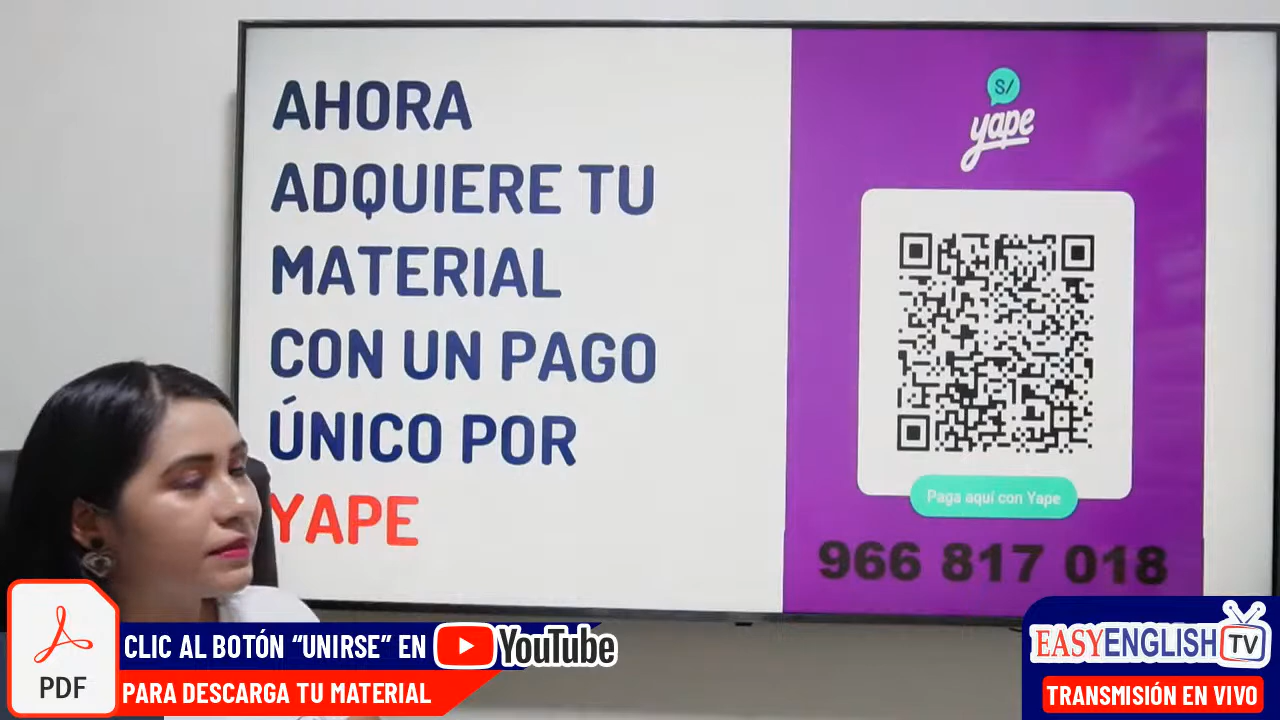 AHORA
ADQUIERE TU
MATERIAL
CON UN PAGO
ÚNICO POR
YAPE
S/
yape
Paga aquí con Yape
966 817 018
PDF
CLIC AL BOTÓN “UNIRSE” EN YouTube
PARA DESCARGA TU MATERIAL
EASYENGLISH TV
TRANSMISIÓN EN VIVO